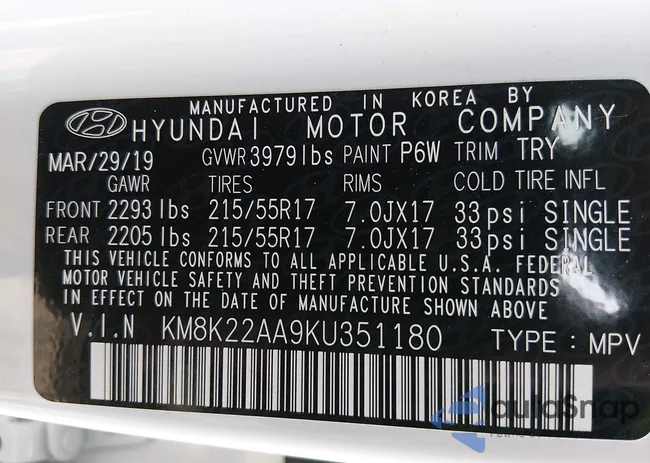 MANUFACTURED IN KOREA BY
HYUNDAI MOTOR COMPANY
MAR/29/19 GVWR 3979lbs PAINT P6W TRIM TRY
GAWR TIRES RIMS COLD TIRE INFL
FRONT 2293 lbs 215/55R17 7.0JX17 33 psi SINGLE
REAR 2205 lbs 215/55R17 7.0JX17 33 psi SINGLE
THIS VEHICLE CONFORMS TO ALL APPLICABLE U.S.A. FEDERAL
MOTOR VEHICLE SAFETY AND THEFT PREVENTION STANDARDS
IN EFFECT ON THE DATE OF MANUFACTURE SHOWN ABOVE
V.I.N KM8K22AA9KU351180 TYPE : MPV
autoSnap